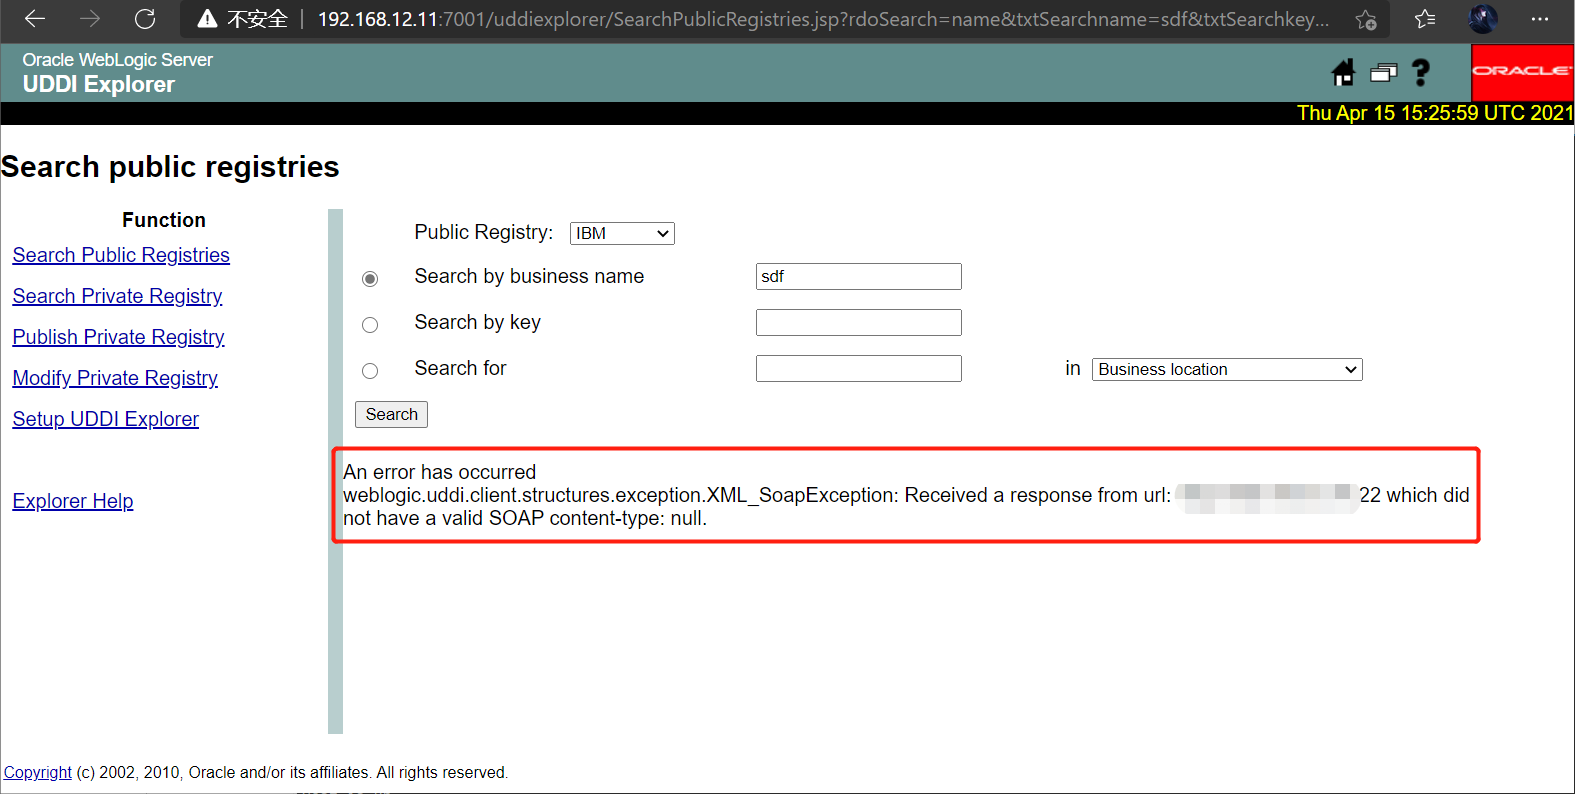 不安全
192.168.12.11:7001/uddiexplorer/SearchPublicRegistries.jsp?rdoSearch=name&txtSearchname=sdf&txtSearchkey...
Oracle WebLogic Server
UDDI Explorer
?
ORACLE
Thu Apr 15 15:25:59 UTC 2021
Search public registries
Function
Search Public Registries
Search Private Registry
Publish Private Registry
Modify Private Registry
Setup UDDI Explorer
Explorer Help
Public Registry: IBM
Search by business name sdf
Search by key
Search for in Business location
Search
An error has occurred
weblogic.uddi.client.structures.exception.XML_SoapException: Received a response from url: 22 which did
not have a valid SOAP content-type: null.
Copyright (c) 2002, 2010, Oracle and/or its affiliates. All rights reserved.